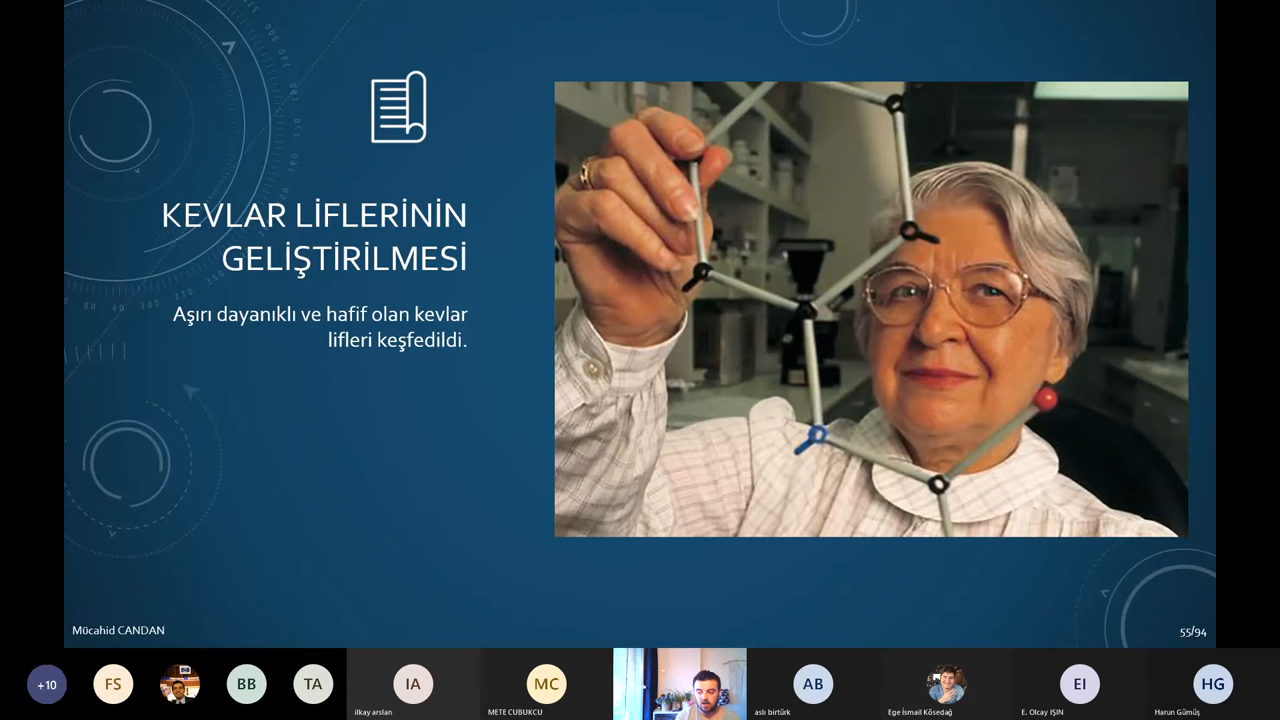 KEVLAR LİFLERİNİN
GELİŞTİRİLMESİ
Aşırı dayanıklı ve hafif olan kevlar
lifleri keşfedildi.
Mücahid CANDAN
55/94
+10
FS
BB
TA
IA
MC
AB
EI
HG
ilkay arslan
METE CUBUKCU
aslı birtürk
Ege İsmail Kösedağ
E. Olcay IŞIN
Harun Gümüş